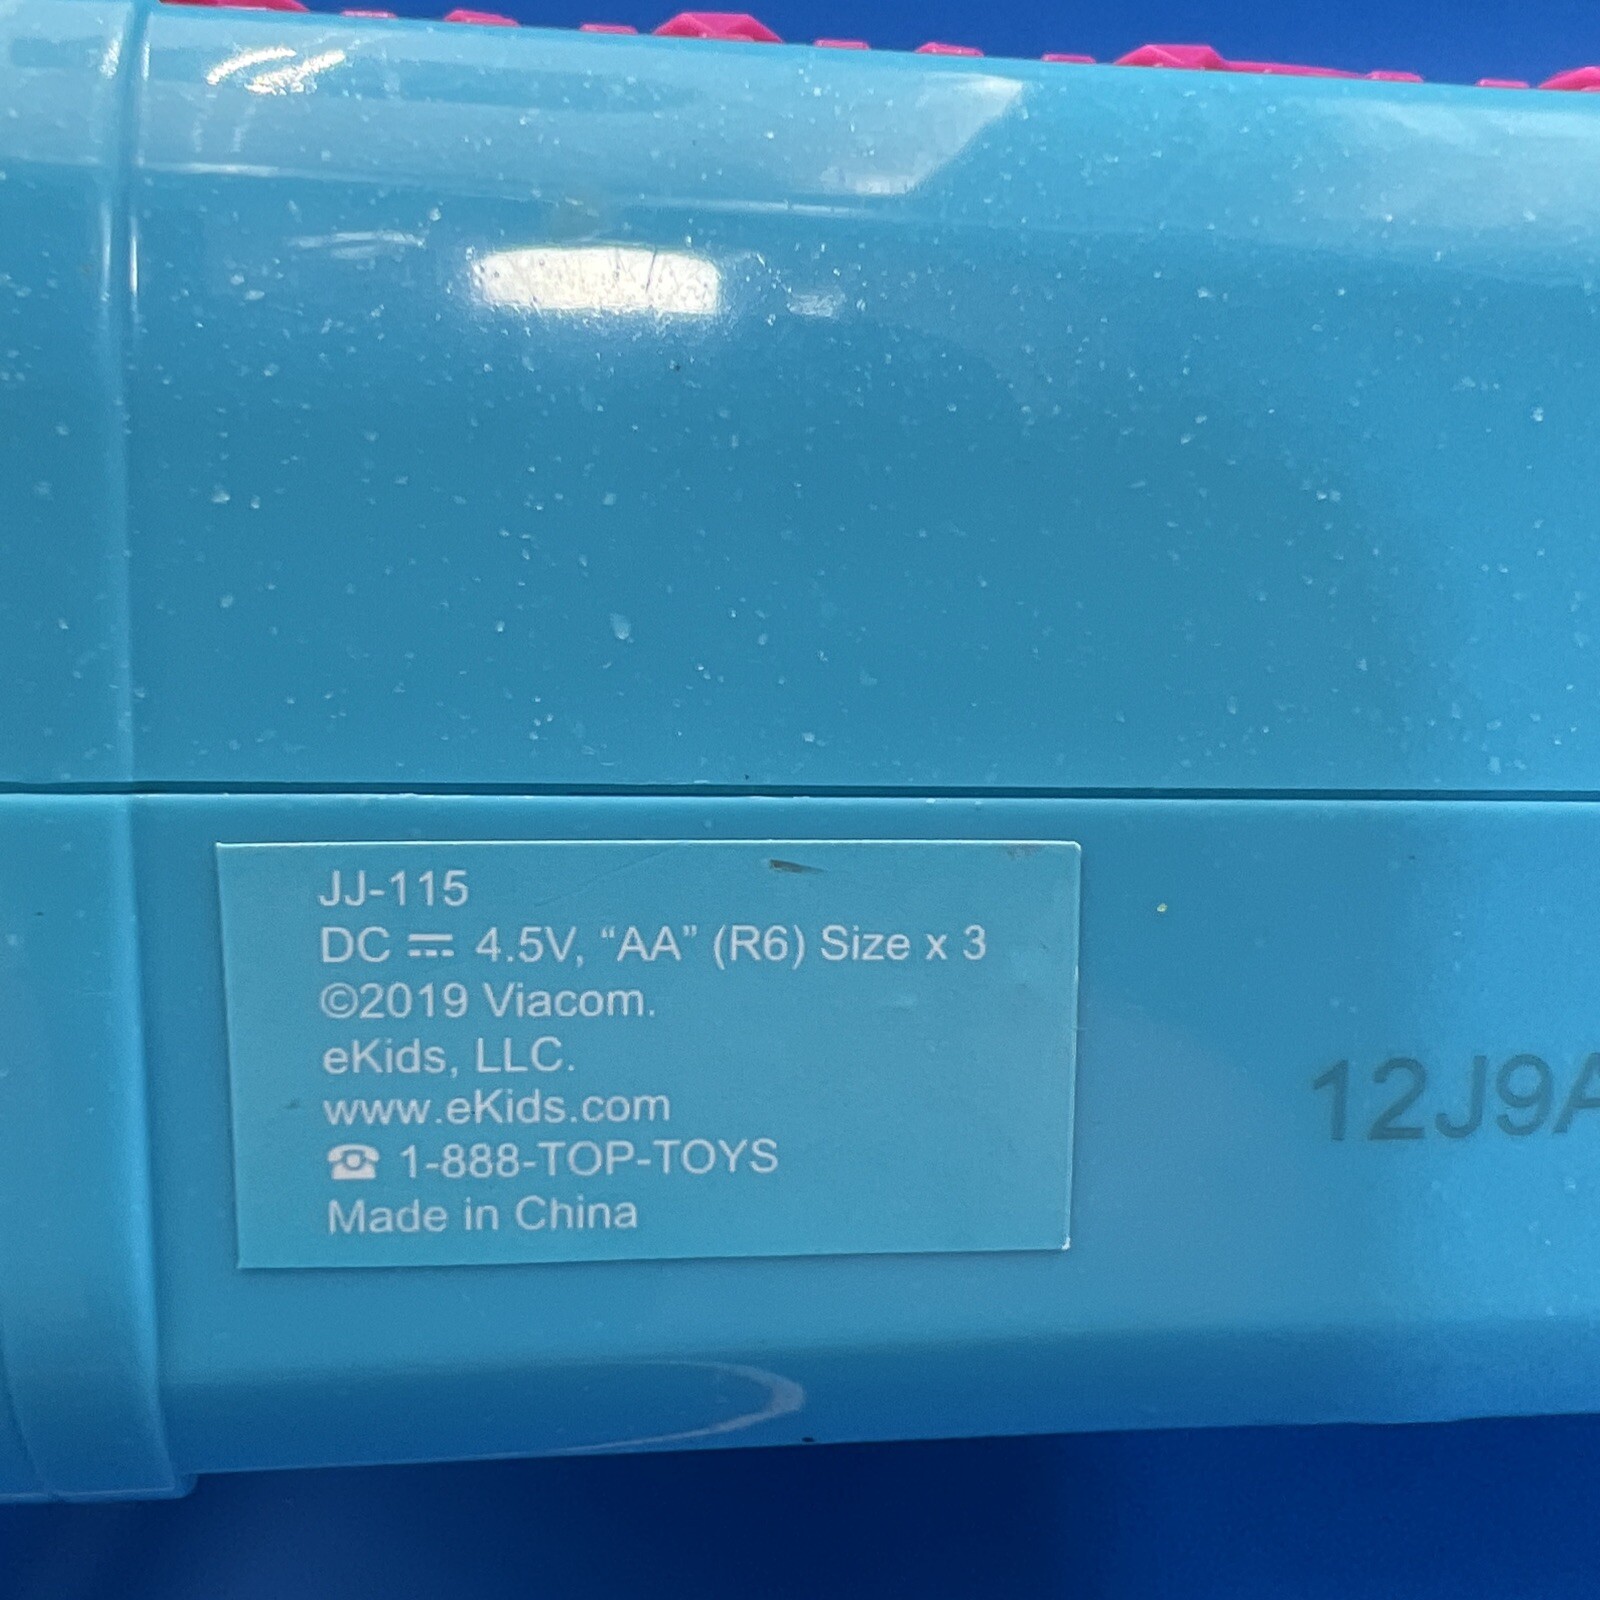 JJ-115
DC ⎓ 4.5V, “AA” (R6) Size x 3
©2019 Viacom.
eKids, LLC.
www.eKids.com
☎ 1-888-TOP-TOYS
Made in China
12J9A